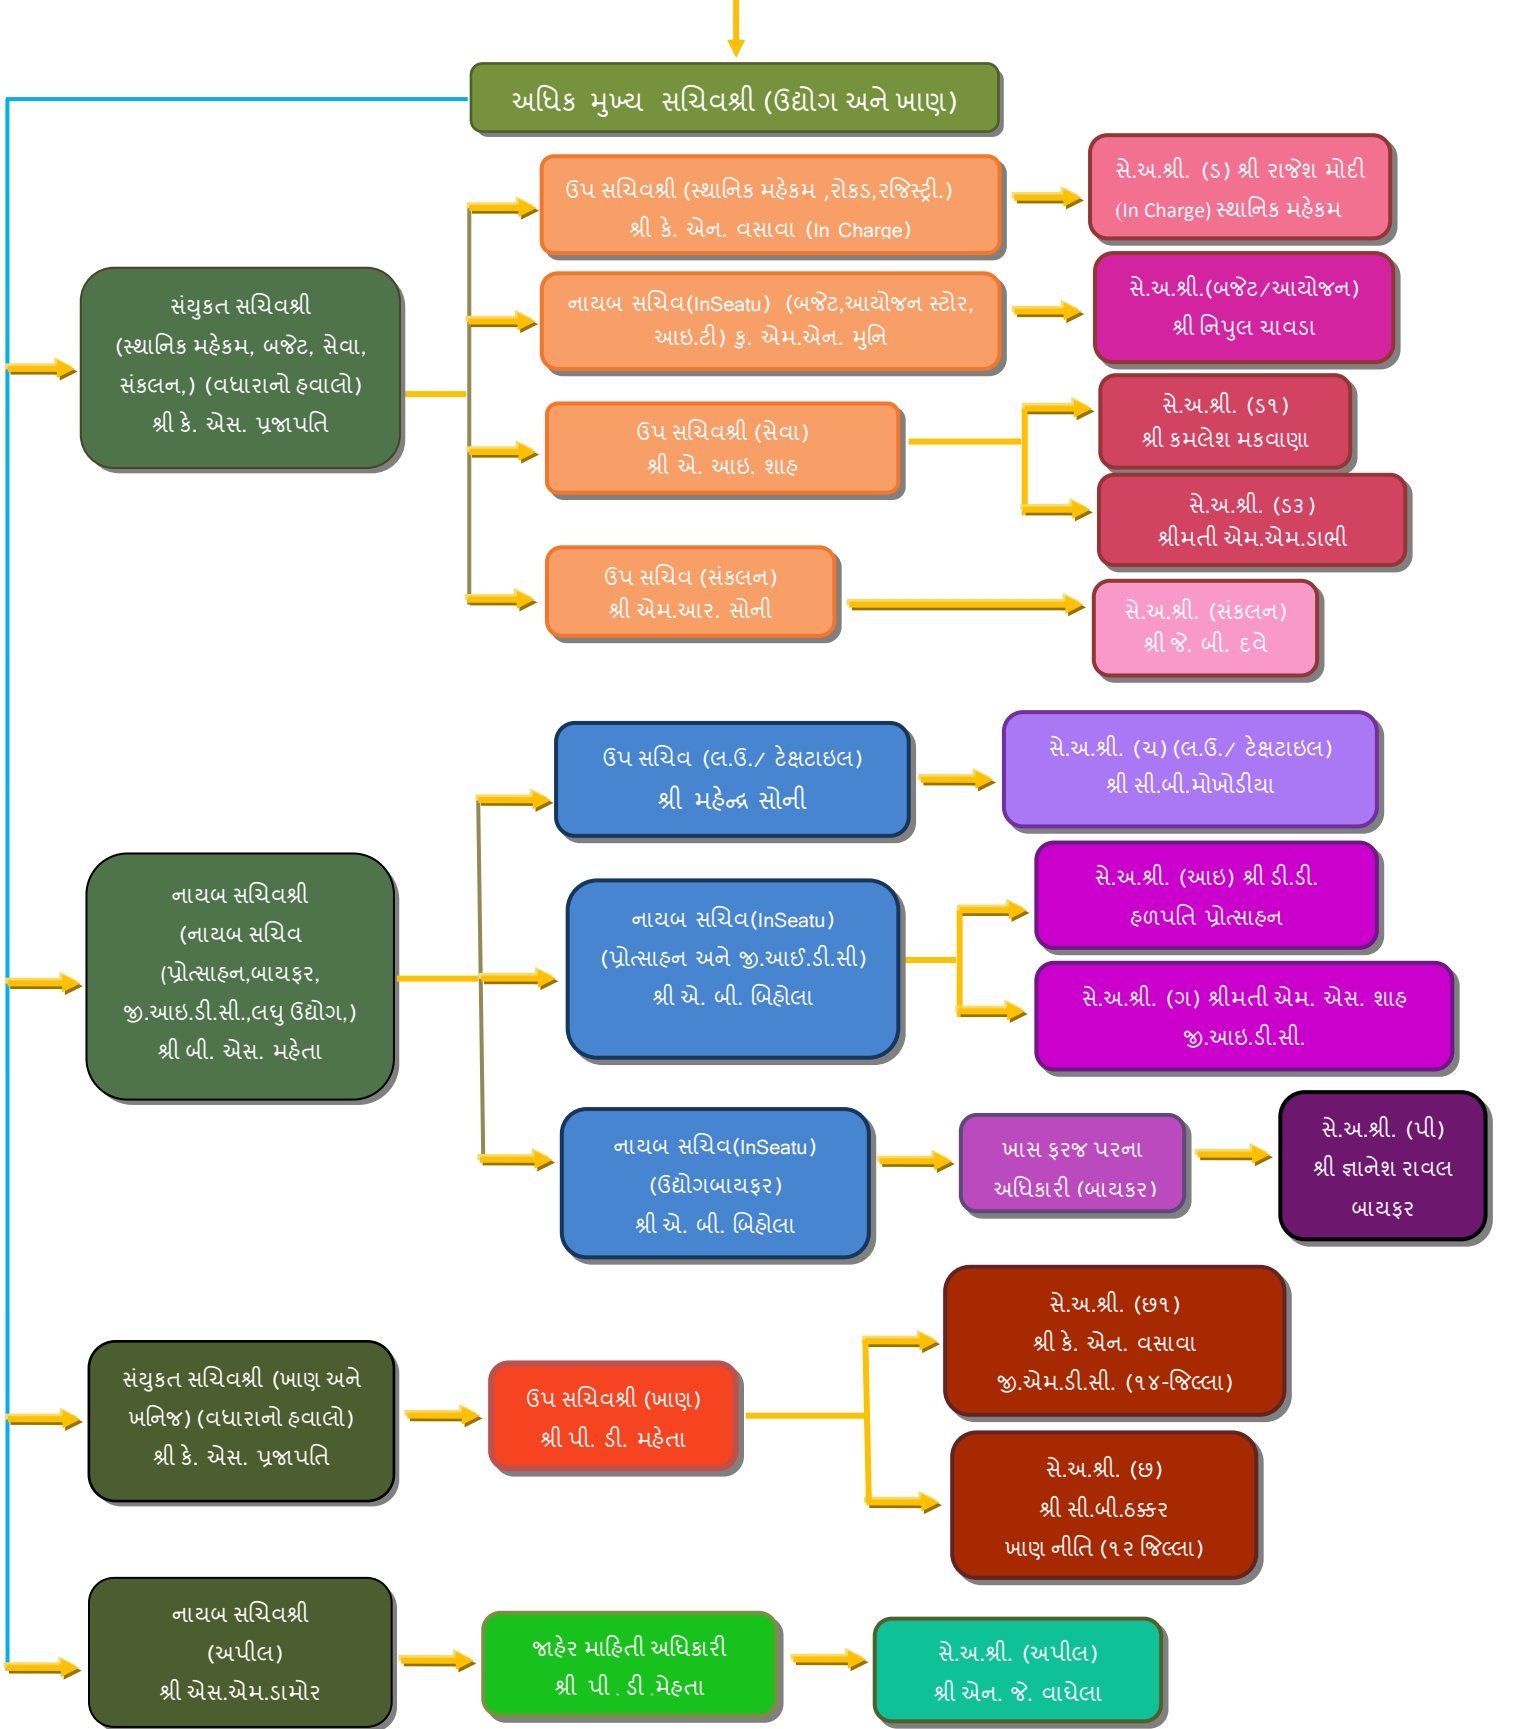 અધિક મુખ્ય સચિવશ્રી (ઉદ્યોગ અને ખાણ)
સંયુકત સચિવશ્રી
(સ્થાનિક મહેકમ, બજેટ, સેવા,
સંકલન,) (વધારાનો હવાલો)
શ્રી કે. એસ. પ્રજાપતિ
ઉપ સચિવશ્રી (સ્થાનિક મહેકમ ,રોકડ,રજિસ્ટ્રી.)
શ્રી કે. એન. વસાવા (In Charge)
સે.અ.શ્રી. (ડ) શ્રી રાજેશ મોદી
(In Charge) સ્થાનિક મહેકમ
નાયબ સચિવ(InSeatu) (બજેટ,આયોજન સ્ટોર,
આઇ.ટી) કુ. એમ.એન. મુનિ
સે.અ.શ્રી.(બજેટ/આયોજન)
શ્રી નિપુલ ચાવડા
ઉપ સચિવશ્રી (સેવા)
શ્રી એ. આઇ. શાહ
સે.અ.શ્રી. (ડ૧)
શ્રી કમલેશ મકવાણા
સે.અ.શ્રી. (ડ૩)
શ્રીમતી એમ.એમ.ડાભી
ઉપ સચિવ (સંકલન)
શ્રી એમ.આર. સોની
સે.અ.શ્રી. (સંકલન)
શ્રી જે. બી. દવે
નાયબ સચિવશ્રી
(નાયબ સચિવ
(પ્રોત્સાહન,બાયફર,
જી.આઇ.ડી.સી.,લઘુ ઉદ્યોગ,)
શ્રી બી. એસ. મહેતા
ઉપ સચિવ (લ.ઉ./ ટેક્ષટાઇલ)
શ્રી મહેન્દ્ર સોની
સે.અ.શ્રી. (ચ) (લ.ઉ./ ટેક્ષટાઇલ)
શ્રી સી.બી.મોખોડીયા
નાયબ સચિવ(InSeatu)
(પ્રોત્સાહન અને જી.આઈ.ડી.સી)
શ્રી એ. બી. બિહોલા
સે.અ.શ્રી. (આઇ) શ્રી ડી.ડી.
હળપતિ પ્રોત્સાહન
સે.અ.શ્રી. (ગ) શ્રીમતી એમ. એસ. શાહ
જી.આઇ.ડી.સી.
નાયબ સચિવ(InSeatu)
(ઉદ્યોગબાયફર)
શ્રી એ. બી. બિહોલા
ખાસ ફરજ પરના
અધિકારી (બાયકર)
સે.અ.શ્રી. (પી)
શ્રી જ્ઞાનેશ રાવલ
બાયફર
સંયુકત સચિવશ્રી (ખાણ અને
ખનિજ) (વધારાનો હવાલો)
શ્રી કે. એસ. પ્રજાપતિ
ઉપ સચિવશ્રી (ખાણ)
શ્રી પી. ડી. મહેતા
સે.અ.શ્રી. (છ૧)
શ્રી કે. એન. વસાવા
જી.એમ.ડી.સી. (૧૪-જિલ્લા)
સે.અ.શ્રી. (છ)
શ્રી સી.બી.ઠક્કર
ખાણ નીતિ (૧૨ જિલ્લા)
નાયબ સચિવશ્રી
(અપીલ)
શ્રી એસ.એમ.ડામોર
જાહેર માહિતી અધિકારી
શ્રી પી . ડી .મેહતા
સે.અ.શ્રી. (અપીલ)
શ્રી એન. જે. વાઘેલા